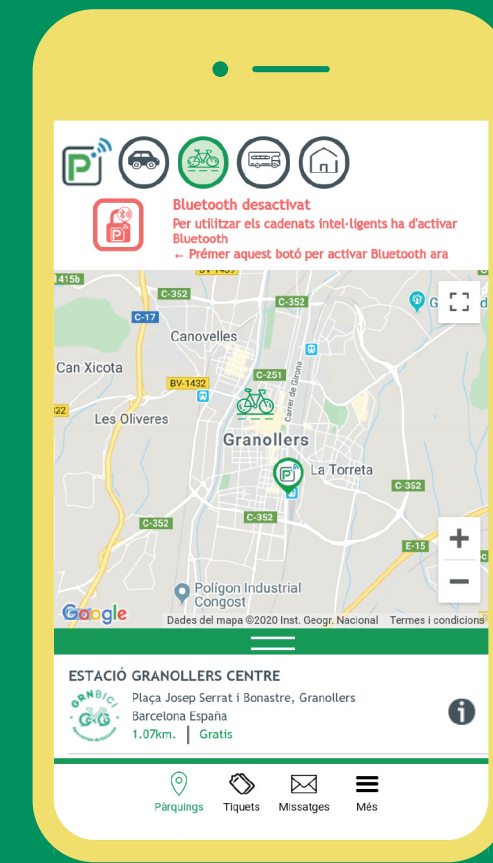 P
Bluetooth desactivat
Per utilitzar els cadenats intel·ligents ha d'activar
Bluetooth
← Prémer aquest botó per activar Bluetooth ara
P
415b
BV-1439
C-352
C-352
G
d
C-17
Canovelles
Can Xicota
C-251
BV-1432
Carrer de Girona
Les Oliveres
Granollers
P
La Torreta
C-352
C-352
C-352
E-15
Polígon Industrial
Congost
Google
Dades del mapa ©2020 Inst. Geogr. Nacional
Termes i condicions
ESTACIÓ GRANOLLERS CENTRE
GRNBICI
Plaça Josep Serrat i Bonastre, Granollers
Barcelona España
1.07km. | Gratis
Pàrquings
Tiquets
Missatges
Més